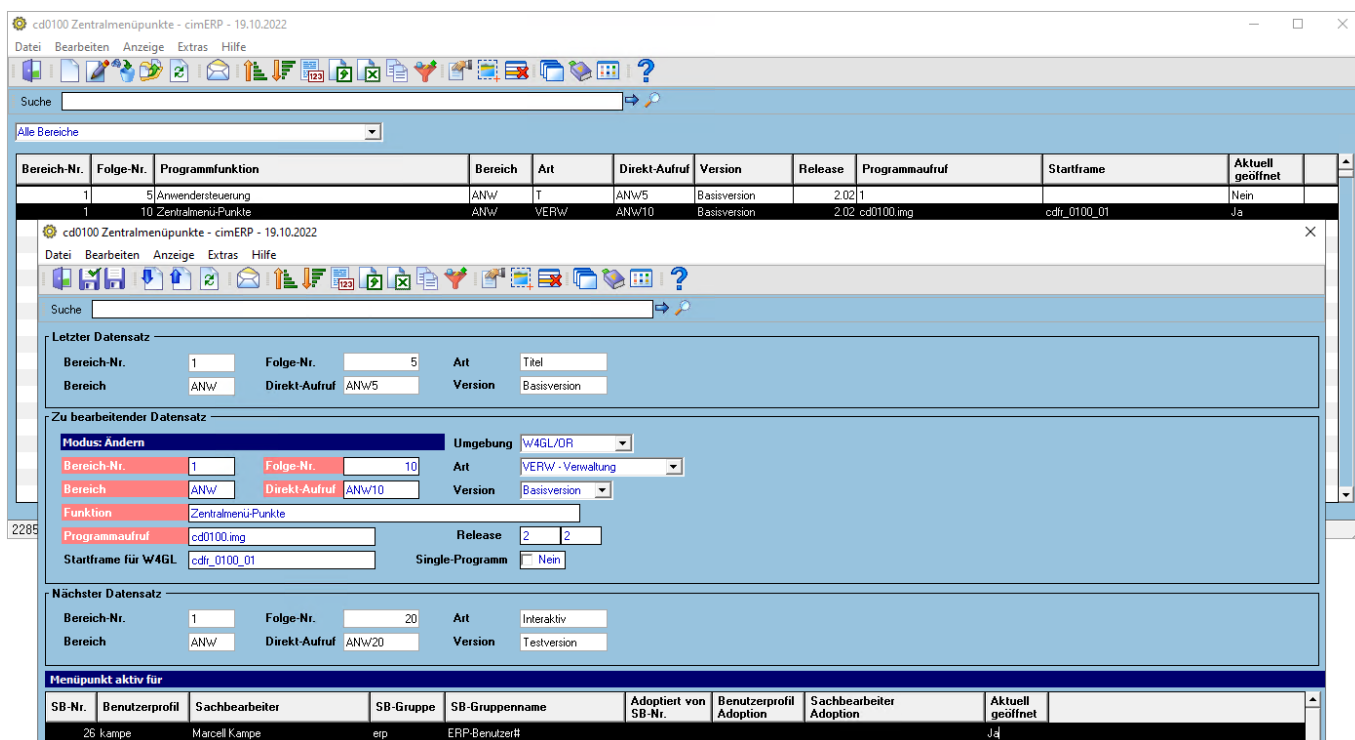 cd0100 Zentralmenüpunkte - cimERP - 19.10.2022
Datei Bearbeiten Anzeige Extras Hilfe
Suche
Alle Bereiche
Bereich-Nr. Folge-Nr. Programmfunktion Bereich Art Direkt-Aufruf Version Release Programmaufruf Startframe Aktuell geöffnet
1 5 Anwendersteuerung ANW T ANW5 Basisversion 2.02 1 Nein
1 10 Zentralmenü-Punkte ANW VERW ANW10 Basisversion 2.02 cd0100.img cdfr_0100_01 Ja
cd0100 Zentralmenüpunkte - cimERP - 19.10.2022
Datei Bearbeiten Anzeige Extras Hilfe
Suche
Letzter Datensatz
Bereich-Nr. 1 Folge-Nr. 5 Art Titel
Bereich ANW Direkt-Aufruf ANW5 Version Basisversion
Zu bearbeitender Datensatz
Modus: Ändern Umgebung W4GL/OR
Bereich-Nr. 1 Folge-Nr. 10 Art VERW - Verwaltung
Bereich ANW Direkt-Aufruf ANW10 Version Basisversion
Funktion Zentralmenü-Punkte
2285
Programmaufruf cd0100.img Release 2 2
Startframe für W4GL cdfr_0100_01 Single-Programm Nein
Nächster Datensatz
Bereich-Nr. 1 Folge-Nr. 20 Art Interaktiv
Bereich ANW Direkt-Aufruf ANW20 Version Testversion
Menüpunkt aktiv für
SB-Nr. Benutzerprofil Sachbearbeiter SB-Gruppe SB-Gruppenname Adoptiert von SB-Nr. Benutzerprofil Adoption Sachbearbeiter Adoption Aktuell geöffnet
26 kampe Marcell Kampe erp ERP-Benutzer# Ja